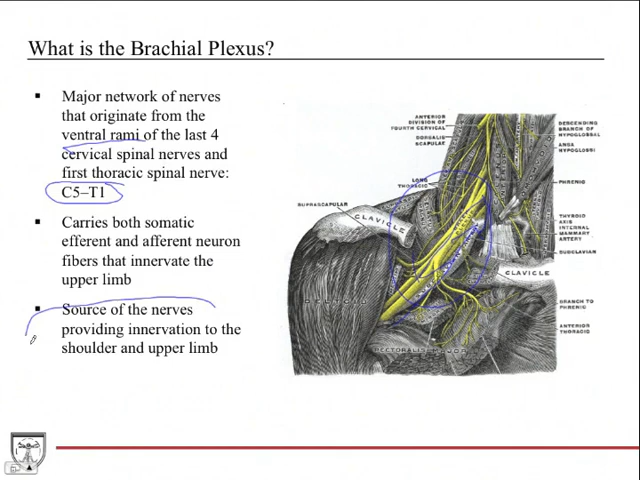 What is the Brachial Plexus?
▪ Major network of nerves
that originate from the
ventral rami of the last 4
cervical spinal nerves and
first thoracic spinal nerve:
C5–T1
▪ Carries both somatic
efferent and afferent neuron
fibers that innervate the
upper limb
▪ Source of the nerves
providing innervation to the
shoulder and upper limb
ANTERIOR
DIVISION OF
FOURTH CERVICAL
DORSALIS
SCAPULAE
LONG
THORACIC
SUPRASCAPULAR
CLAVICLE
DESCENDING
BRANCH OF
HYPOGLOSSAL
ANSA
HYPOGLOSSI
PHRENIC
THYROID
AXIS
INTERNAL
MAMMARY
ARTERY
SUBCLAVIAN
CLAVICLE
BRANCH TO
PHRENIC
ANTERIOR
THORACIC
PECTORALIS MAJOR